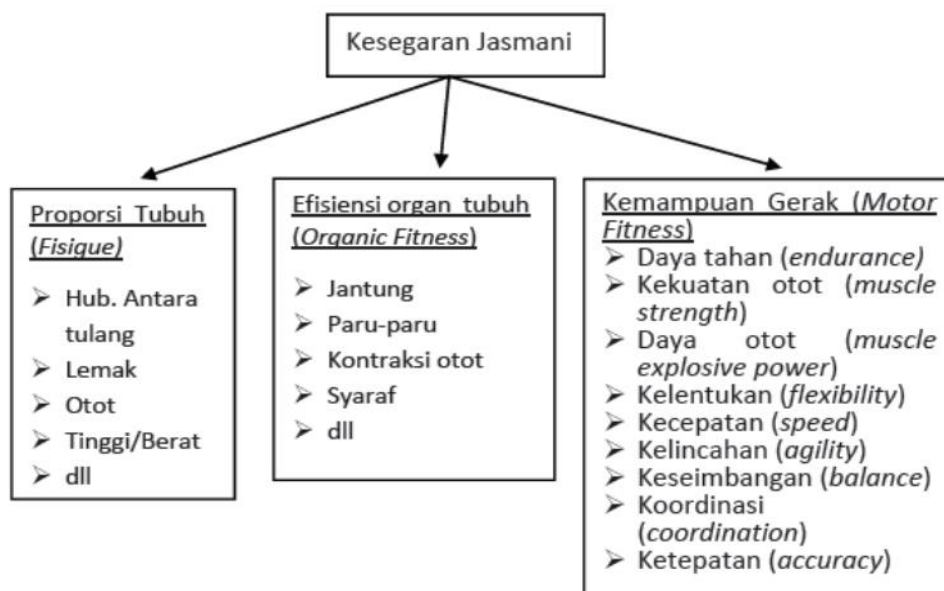 Kesegaran Jasmani
Proporsi Tubuh
(Fisique)
➢ Hub. Antara
tulang
➢ Lemak
➢ Otot
➢ Tinggi/Berat
➢ dll
Efisiensi organ tubuh
(Organic Fitness)
➢ Jantung
➢ Paru-paru
➢ Kontraksi otot
➢ Syaraf
➢ dll
Kemampuan Gerak (Motor
Fitness)
➢ Daya tahan (endurance)
➢ Kekuatan otot (muscle
strength)
➢ Daya otot (muscle
explosive power)
➢ Kelentukan (flexibility)
➢ Kecepatan (speed)
➢ Kelincahan (agility)
➢ Keseimbangan (balance)
➢ Koordinasi
(coordination)
➢ Ketepatan (accuracy)